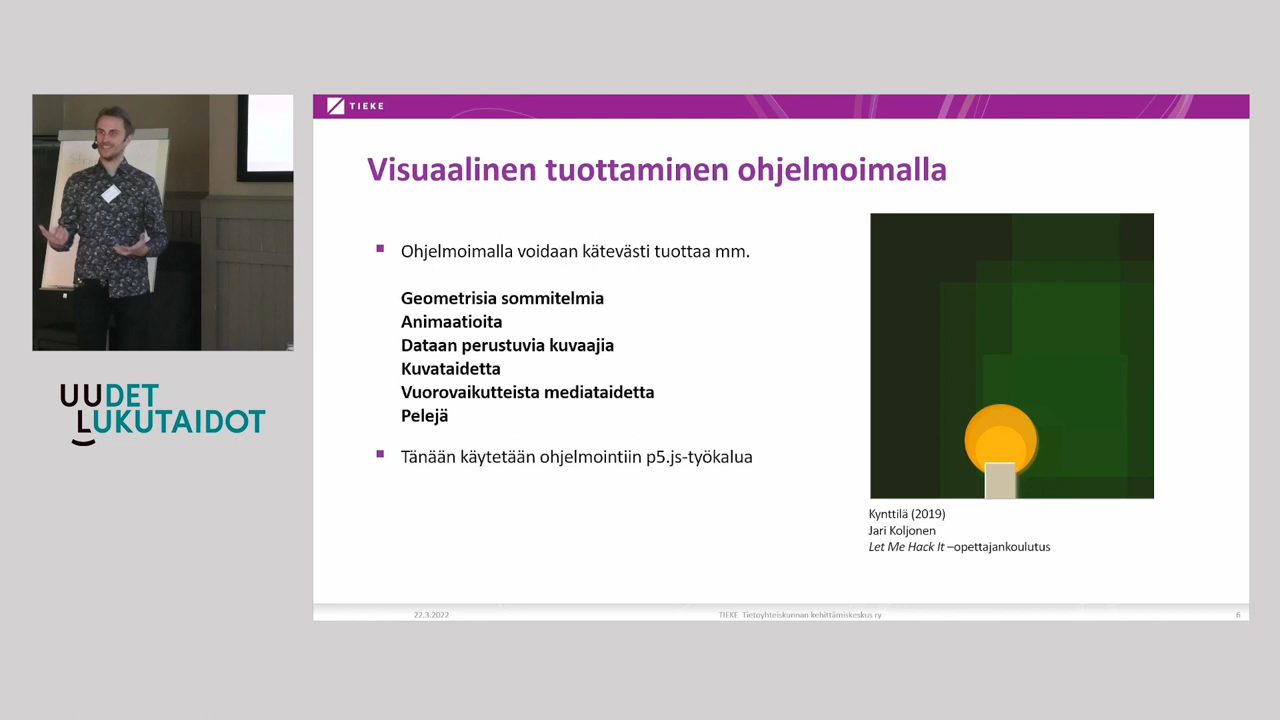 TIEKE
Visuaalinen tuottaminen ohjelmoimalla
Ohjelmoimalla voidaan kätevästi tuottaa mm.
Geometrisia sommitelmia
Animaatioita
Dataan perustuvia kuvaajia
Kuvataidetta
Vuorovaikutteista mediataidetta
Pelejä
Tänään käytetään ohjelmointiin p5.js-työkalua
Kynttilä (2019)
Jari Koljonen
Let Me Hack It –opettajankoulutus
22.3.2022
TIEKE Tietoyhteiskunnan kehittämiskeskus ry
6
UUDET
LUKUTAIDOT